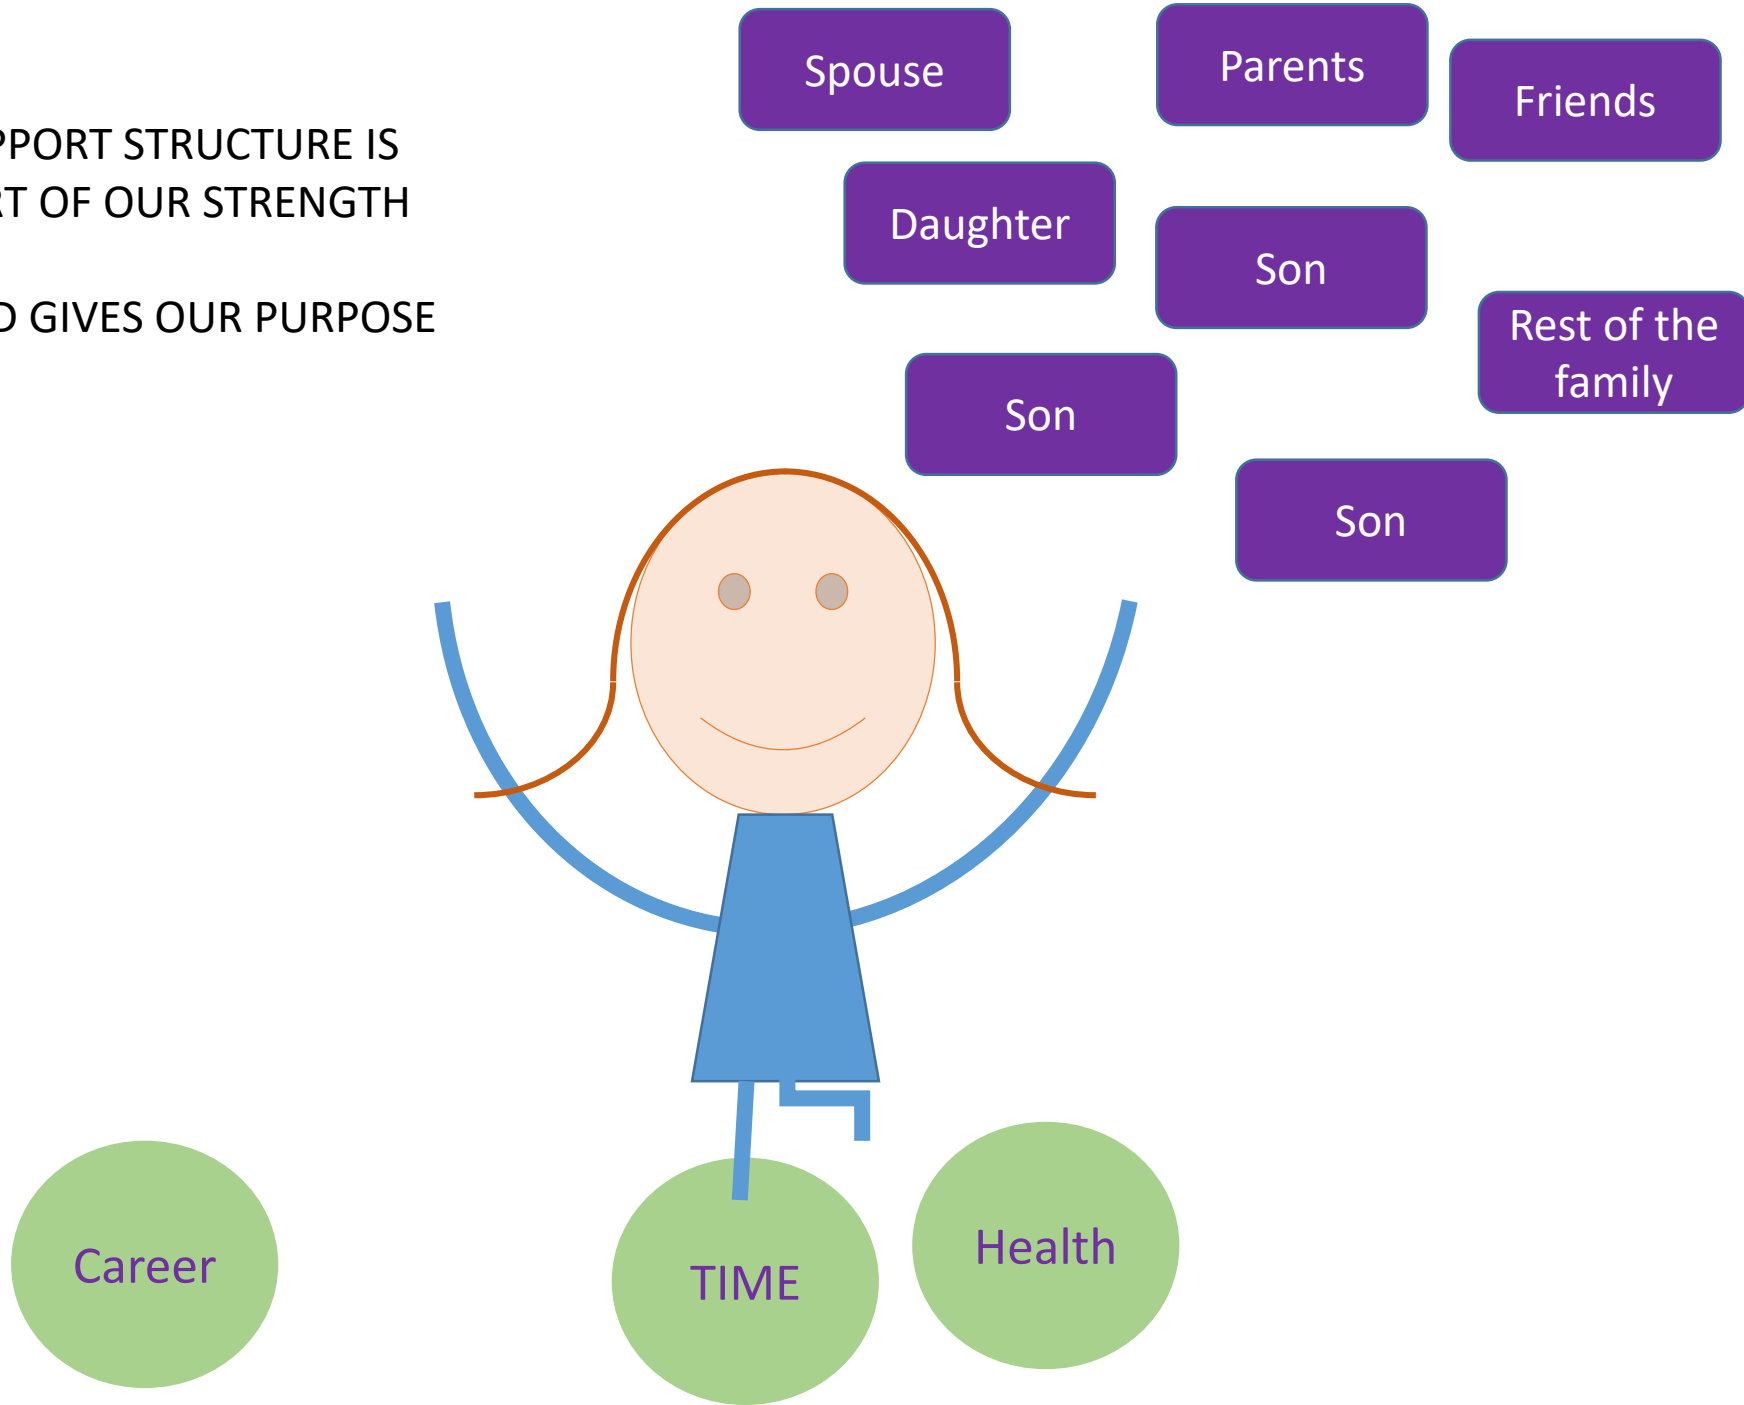 PPORT STRUCTURE IS
RT OF OUR STRENGTH
D GIVES OUR PURPOSE
Spouse
Parents
Friends
Daughter
Son
Rest of the
family
Son
Son
Career
TIME
Health